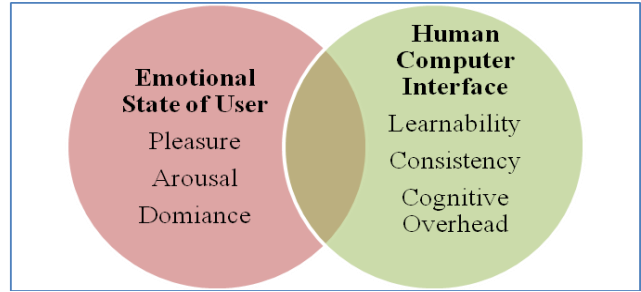 Emotional
State of User
Pleasure
Arousal
Domiance
Human
Computer
Interface
Learnability
Consistency
Cognitive
Overhead